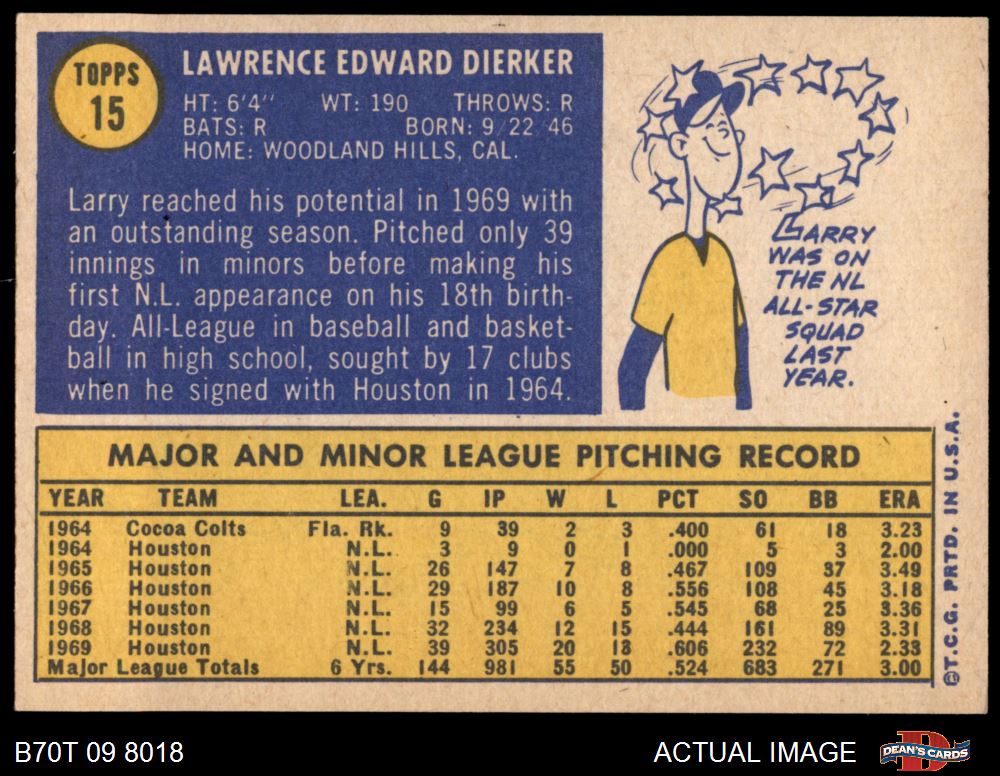 TOPPS
15
LAWRENCE EDWARD DIERKER
HT: 6'4" WT: 190 THROWS: R
BATS: R BORN: 9 22 46
HOME: WOODLAND HILLS, CAL.
Larry reached his potential in 1969 with
an outstanding season. Pitched only 39
innings in minors before making his
first N.L. appearance on his 18th birth-
day. All-League in baseball and basket-
ball in high school, sought by 17 clubs
when he signed with Houston in 1964.
LARRY
WAS ON
THE NL
ALL-STAR
SQUAD
LAST
YEAR.
MAJOR AND MINOR LEAGUE PITCHING RECORD
YEAR TEAM LEA. G IP W L PCT SO BB ERA
1964 Cocoa Colts Fla. Rk. 9 39 2 3 .400 61 18 3.23
1964 Houston N.L. 3 9 0 1 .000 5 3 2.00
1965 Houston N.L. 26 147 7 8 .467 109 37 3.49
1966 Houston N.L. 29 187 10 8 .556 108 45 3.18
1967 Houston N.L. 15 99 6 5 .545 68 25 3.36
1968 Houston N.L. 32 234 12 15 .444 161 89 3.31
1969 Houston N.L. 39 305 20 13 .606 232 72 2.33
Major League Totals 6 Yrs. 144 981 55 50 .524 683 271 3.00
©T.C.G. PRTD. IN U.S.A.
B70T 09 8018
ACTUAL IMAGE
DEAN'S CARDS